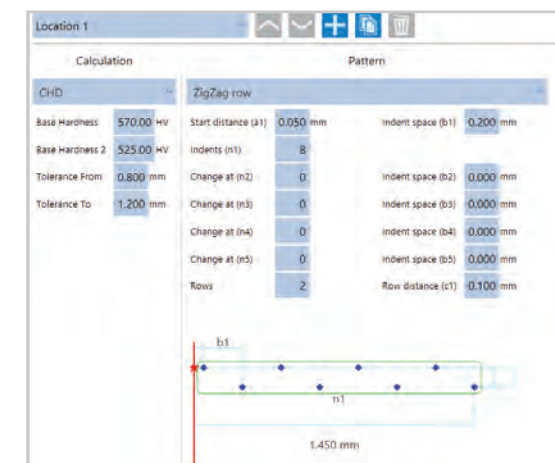 Location 1
Calculation Pattern
CHD ZigZag row
Base Hardness 570.00 HV Start distance (a1) 0.050 mm Indent space (b1) 0.200 mm
Base Hardness 2 525.00 HV Indents (n1) 8
Tolerance From 0.800 mm Change at (n2) 0 Indent space (b2) 0.000 mm
Tolerance To 1.200 mm Change at (n3) 0 Indent space (b3) 0.000 mm
Change at (n4) 0 Indent space (b4) 0.000 mm
Change at (n5) 0 Indent space (b5) 0.000 mm
Rows 2 Row distance (c1) 0.100 mm
b1
n1
1.450 mm